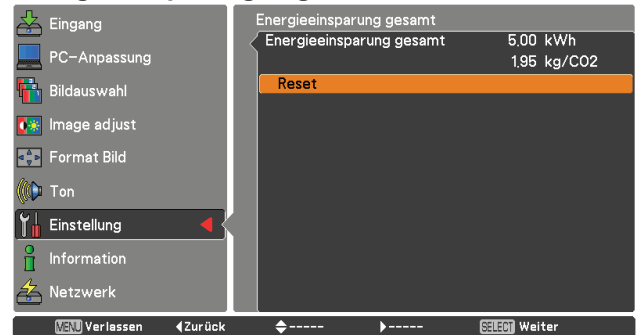 Eingang
PC-Anpassung
Bildauswahl
Image adjust
Format Bild
Ton
Einstellung
Information
Netzwerk
Energieeinsparung gesamt
Energieeinsparung gesamt 5.00 kWh
1.95 kg/CO2
Reset
MENU Verlassen Zurück ----- ----- SELECT Weiter